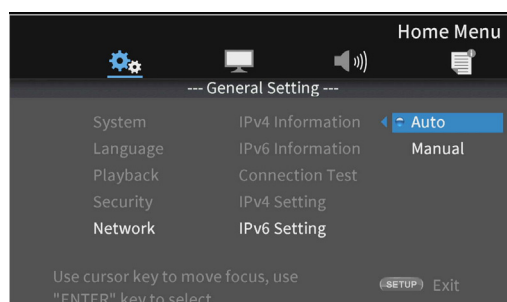 Home Menu
--- General Setting ---
System IPv4 Information Auto
Language IPv6 Information Manual
Playback Connection Test
Security IPv4 Setting
Network IPv6 Setting
Use cursor key to move focus, use
"ENTER" key to select
SETUP Exit